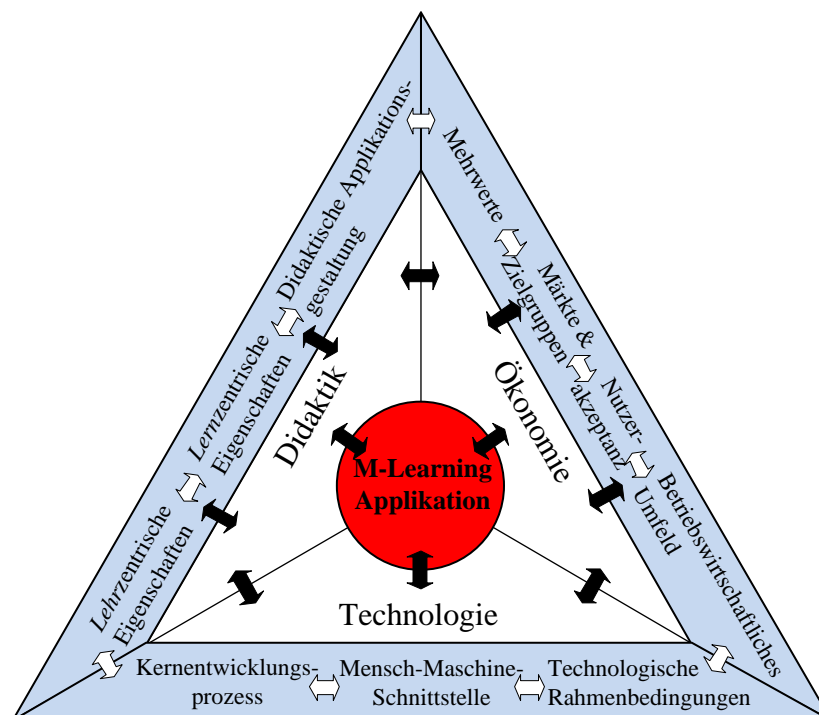 Didaktische Applikations-
gestaltung
Lernzentrische
Eigenschaften
Lehrzentrische
Eigenschaften
Didaktik
Mehrwerte
Märkte &
Zielgruppen
Nutzer-
akzeptanz
Betriebswirtschaftliches
Umfeld
Ökonomie
M-Learning
Applikation
Technologie
Kernentwicklungs-
prozess
Mensch-Maschine-
Schnittstelle
Technologische
Rahmenbedingungen